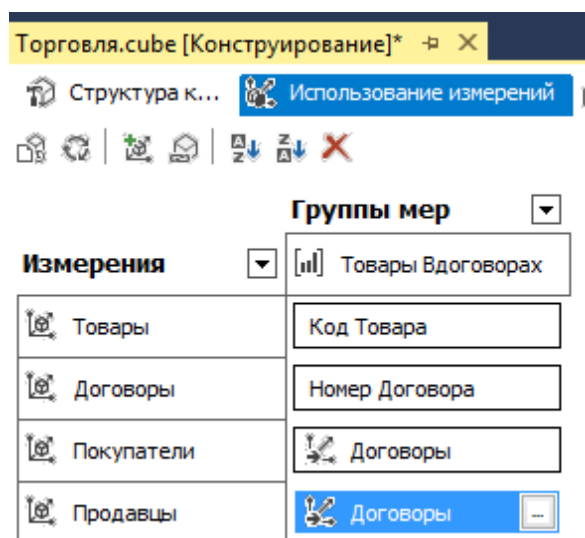 Торговля.cube [Конструирование]*
Структура к... Использование измерений
Группы мер
Измерения Товары Вдоговорах
Товары Код Товара
Договоры Номер Договора
Покупатели Договоры
Продавцы Договоры ...